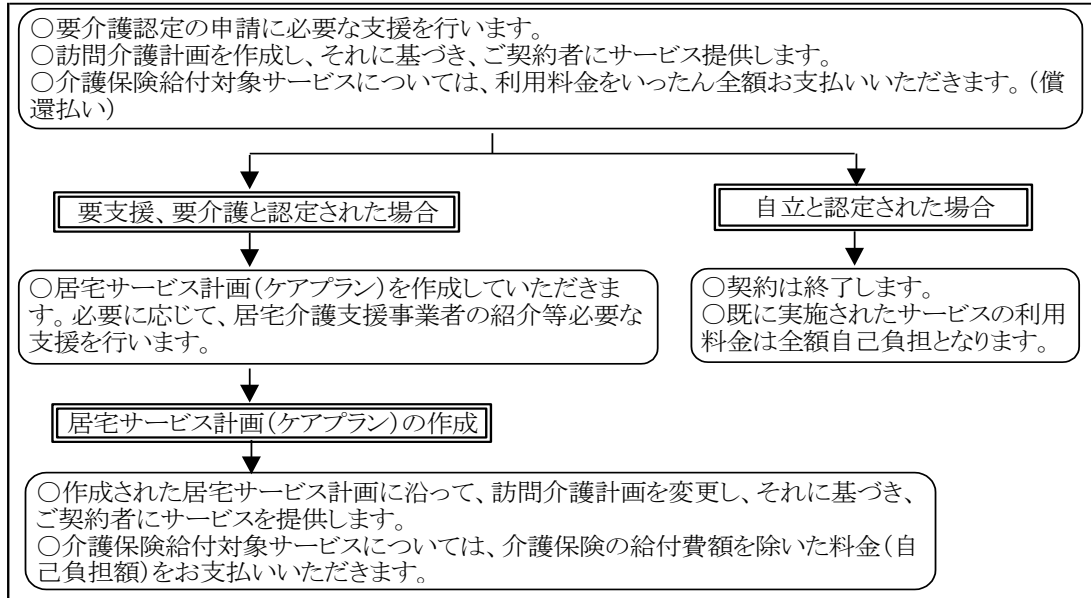 ○要介護認定の申請に必要な支援を行います。
○訪問介護計画を作成し、それに基づき、ご契約者にサービス提供します。
○介護保険給付対象サービスについては、利用料金をいったん全額お支払いいただきます。(償
還払い)
要支援、要介護と認定された場合
自立と認定された場合
○居宅サービス計画(ケアプラン)を作成していただきま
す。必要に応じて、居宅介護支援事業者の紹介等必要な
支援を行います。
○契約は終了します。
○既に実施されたサービスの利用
料金は全額自己負担となります。
居宅サービス計画(ケアプラン)の作成
○作成された居宅サービス計画に沿って、訪問介護計画を変更し、それに基づき、
ご契約者にサービスを提供します。
○介護保険給付対象サービスについては、介護保険の給付費額を除いた料金(自
己負担額)をお支払いいただきます。